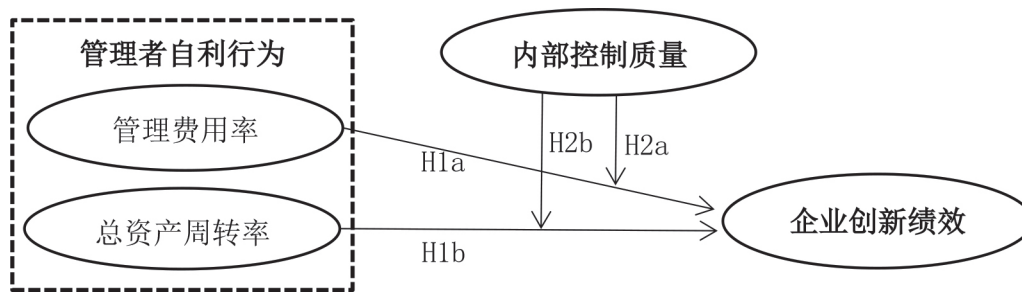 管理者自利行为
内部控制质量
管理费用率
H1a
H2b
H2a
总资产周转率
H1b
企业创新绩效